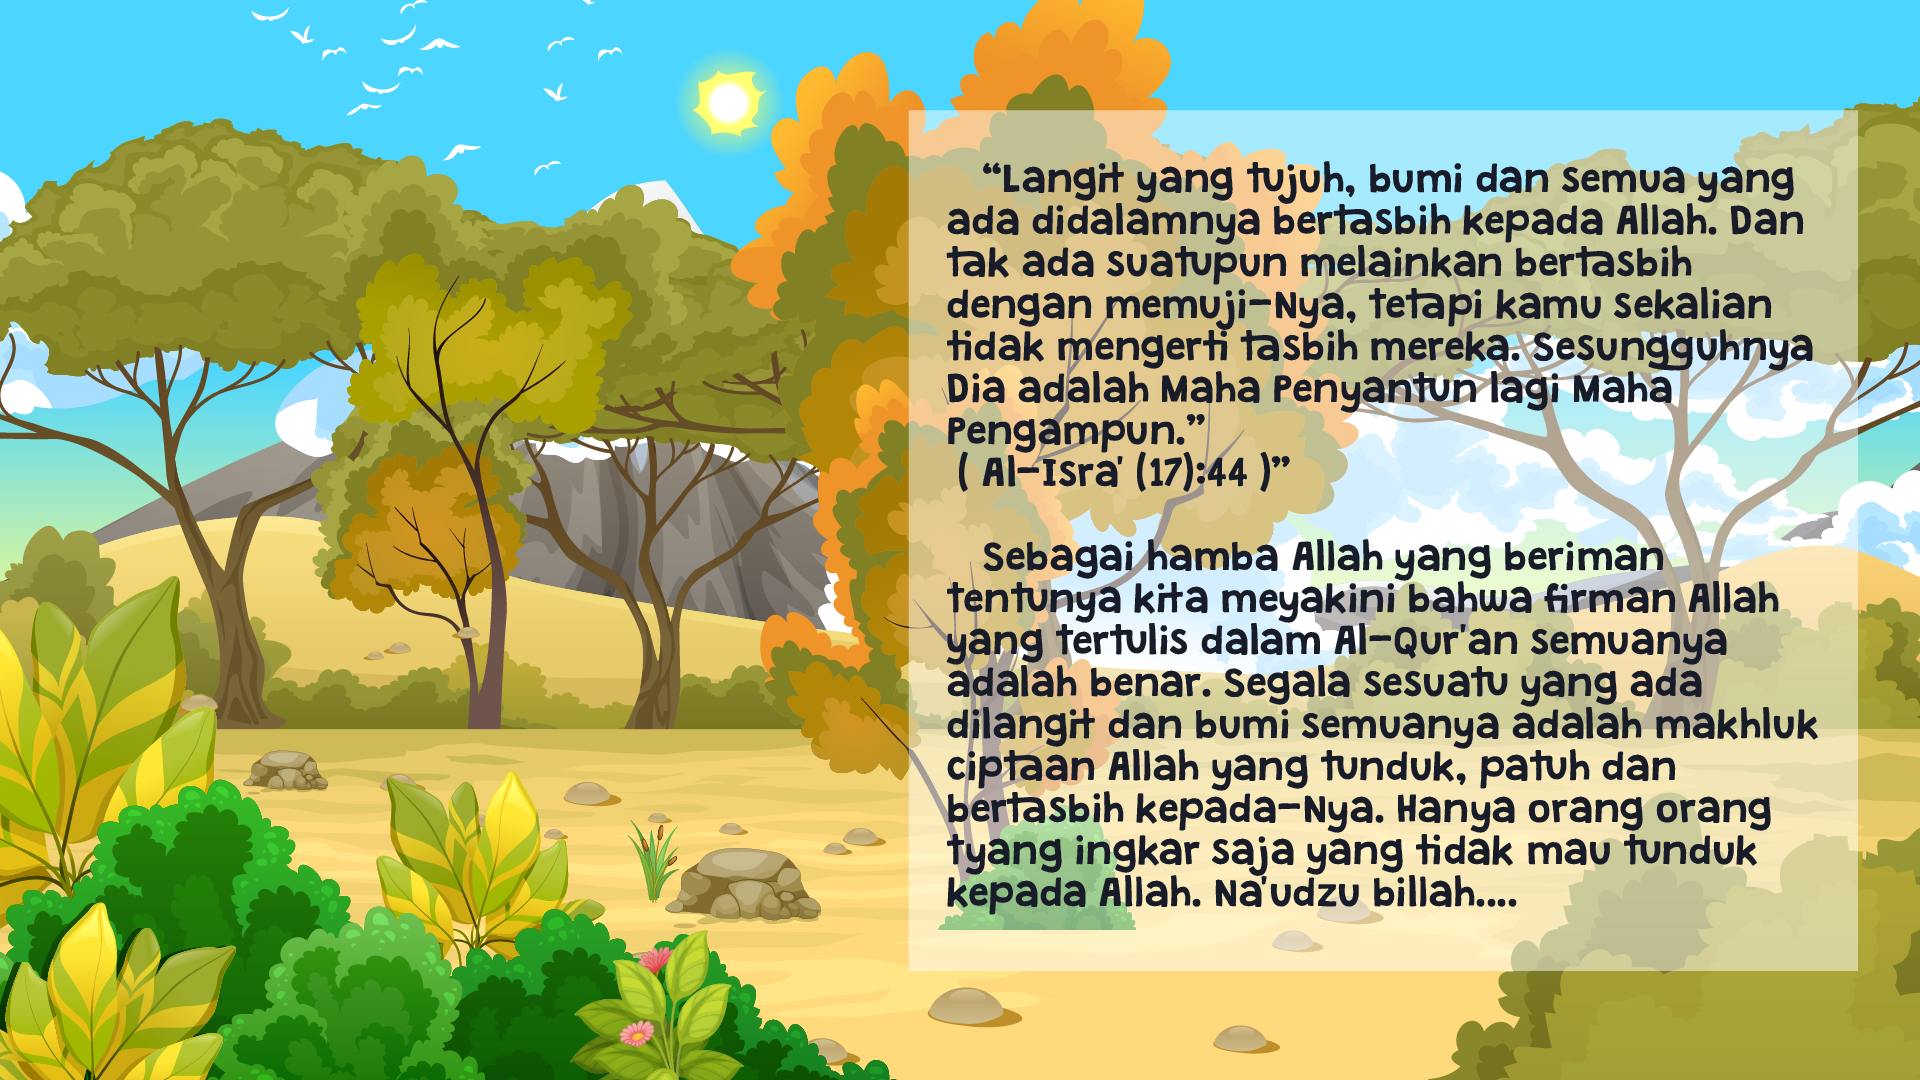 “Langit yang tujuh, bumi dan semua yang
ada didalamnya bertasbih kepada Allah. Dan
tak ada suatupun melainkan bertasbih
dengan memuji-Nya, tetapi kamu sekalian
tidak mengerti tasbih mereka. Sesungguhnya
Dia adalah Maha Penyantun lagi Maha
Pengampun.”
( Al-Isra' (17):44 )”
Sebagai hamba Allah yang beriman
tentunya kita meyakini bahwa firman Allah
yang tertulis dalam Al-Qur'an semuanya
adalah benar. Segala sesuatu yang ada
dilangit dan bumi semuanya adalah makhluk
ciptaan Allah yang tunduk, patuh dan
bertasbih kepada-Nya. Hanya orang orang
tyang ingkar saja yang tidak mau tunduk
kepada Allah. Na'udzu billah....